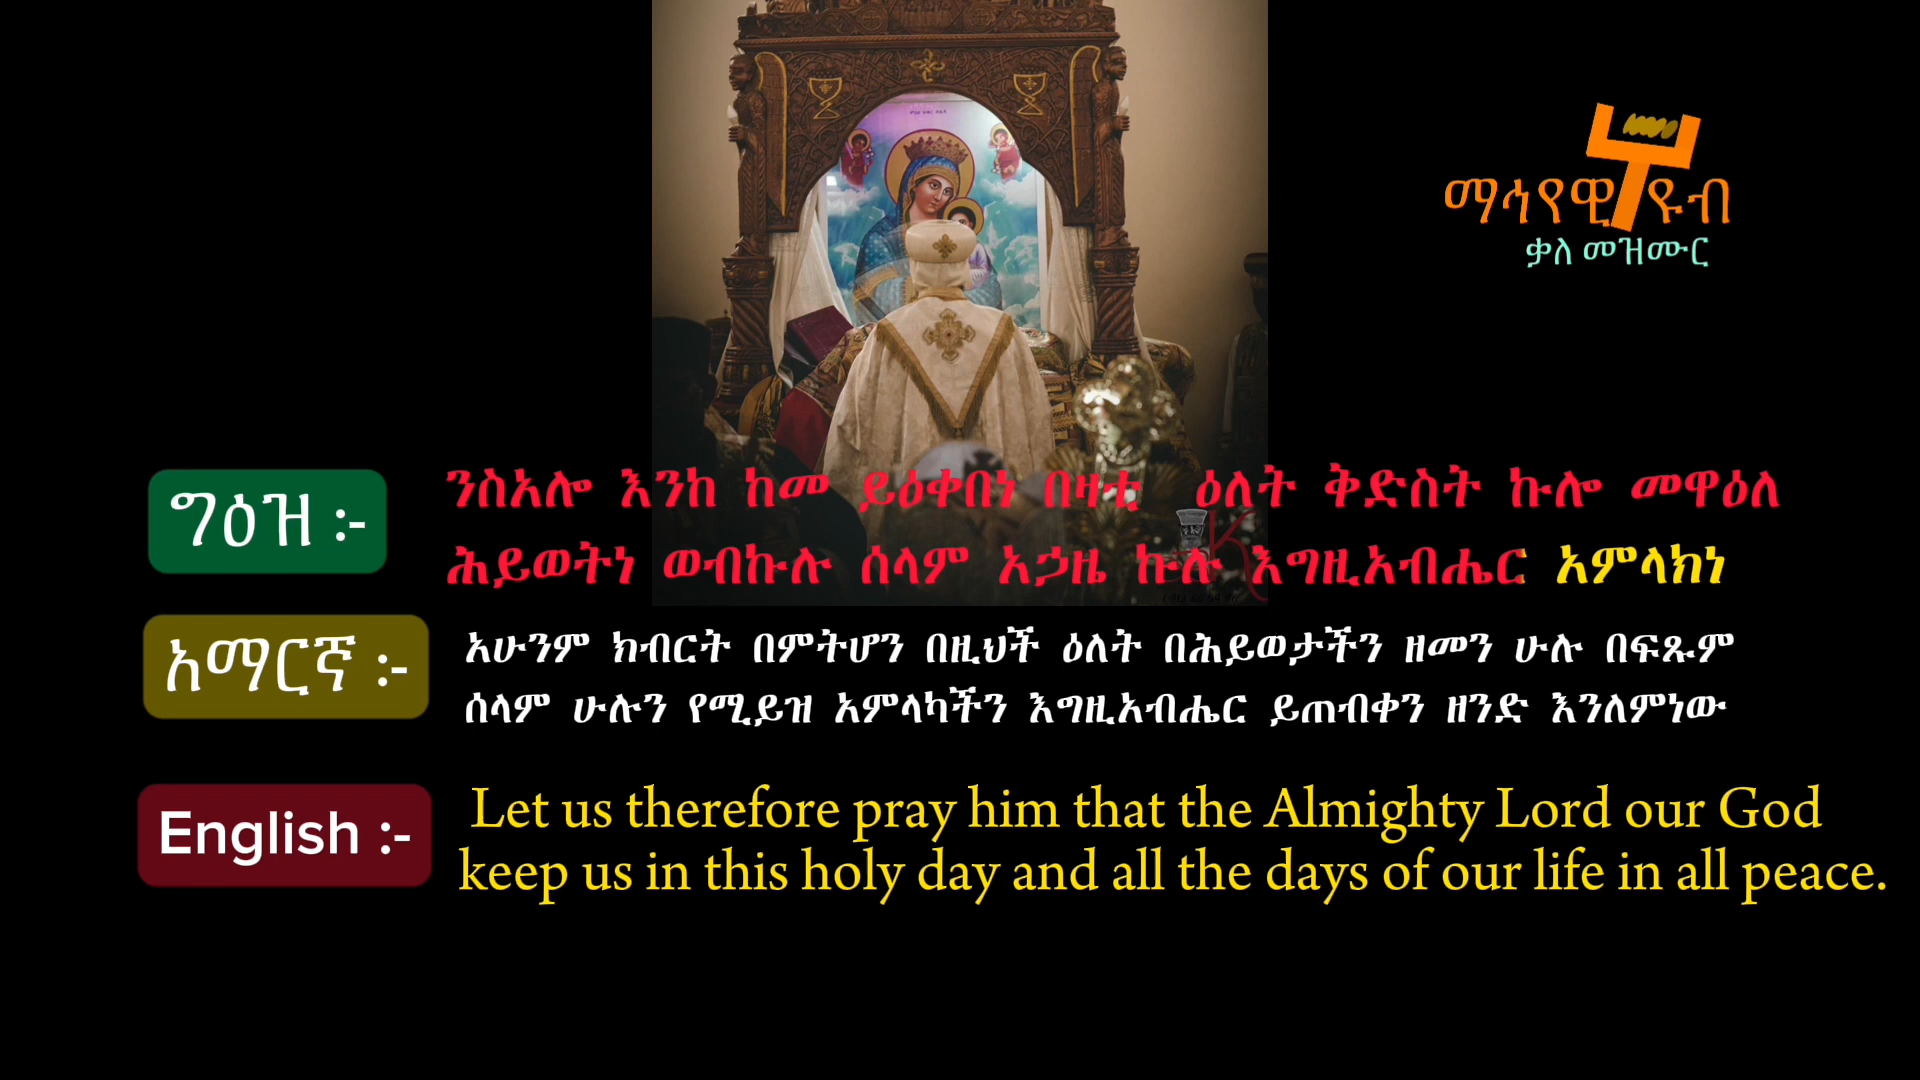 ማኅየዊ ዩብ
ቃለ መዝሙር
ግዕዝ :-
ንስአሎ እንከ ከመ ይዕቀበነ በዛቲ ዕለት ቅድስት ኩሎ መዋዕለ
ሕይወትነ ወብኩሉ ሰላም አኃዜ ኩሉ እግዚአብሔር አምላክነ
አማርኛ :-
አሁንም ክብርት በምትሆን በዚህች ዕለት በሕይወታችን ዘመን ሁሉ በፍጹም
ሰላም ሁሉን የሚይዝ አምላካችን እግዚአብሔር ይጠብቀን ዘንድ እንለምነው
English :-
Let us therefore pray him that the Almighty Lord our God
keep us in this holy day and all the days of our life in all peace.